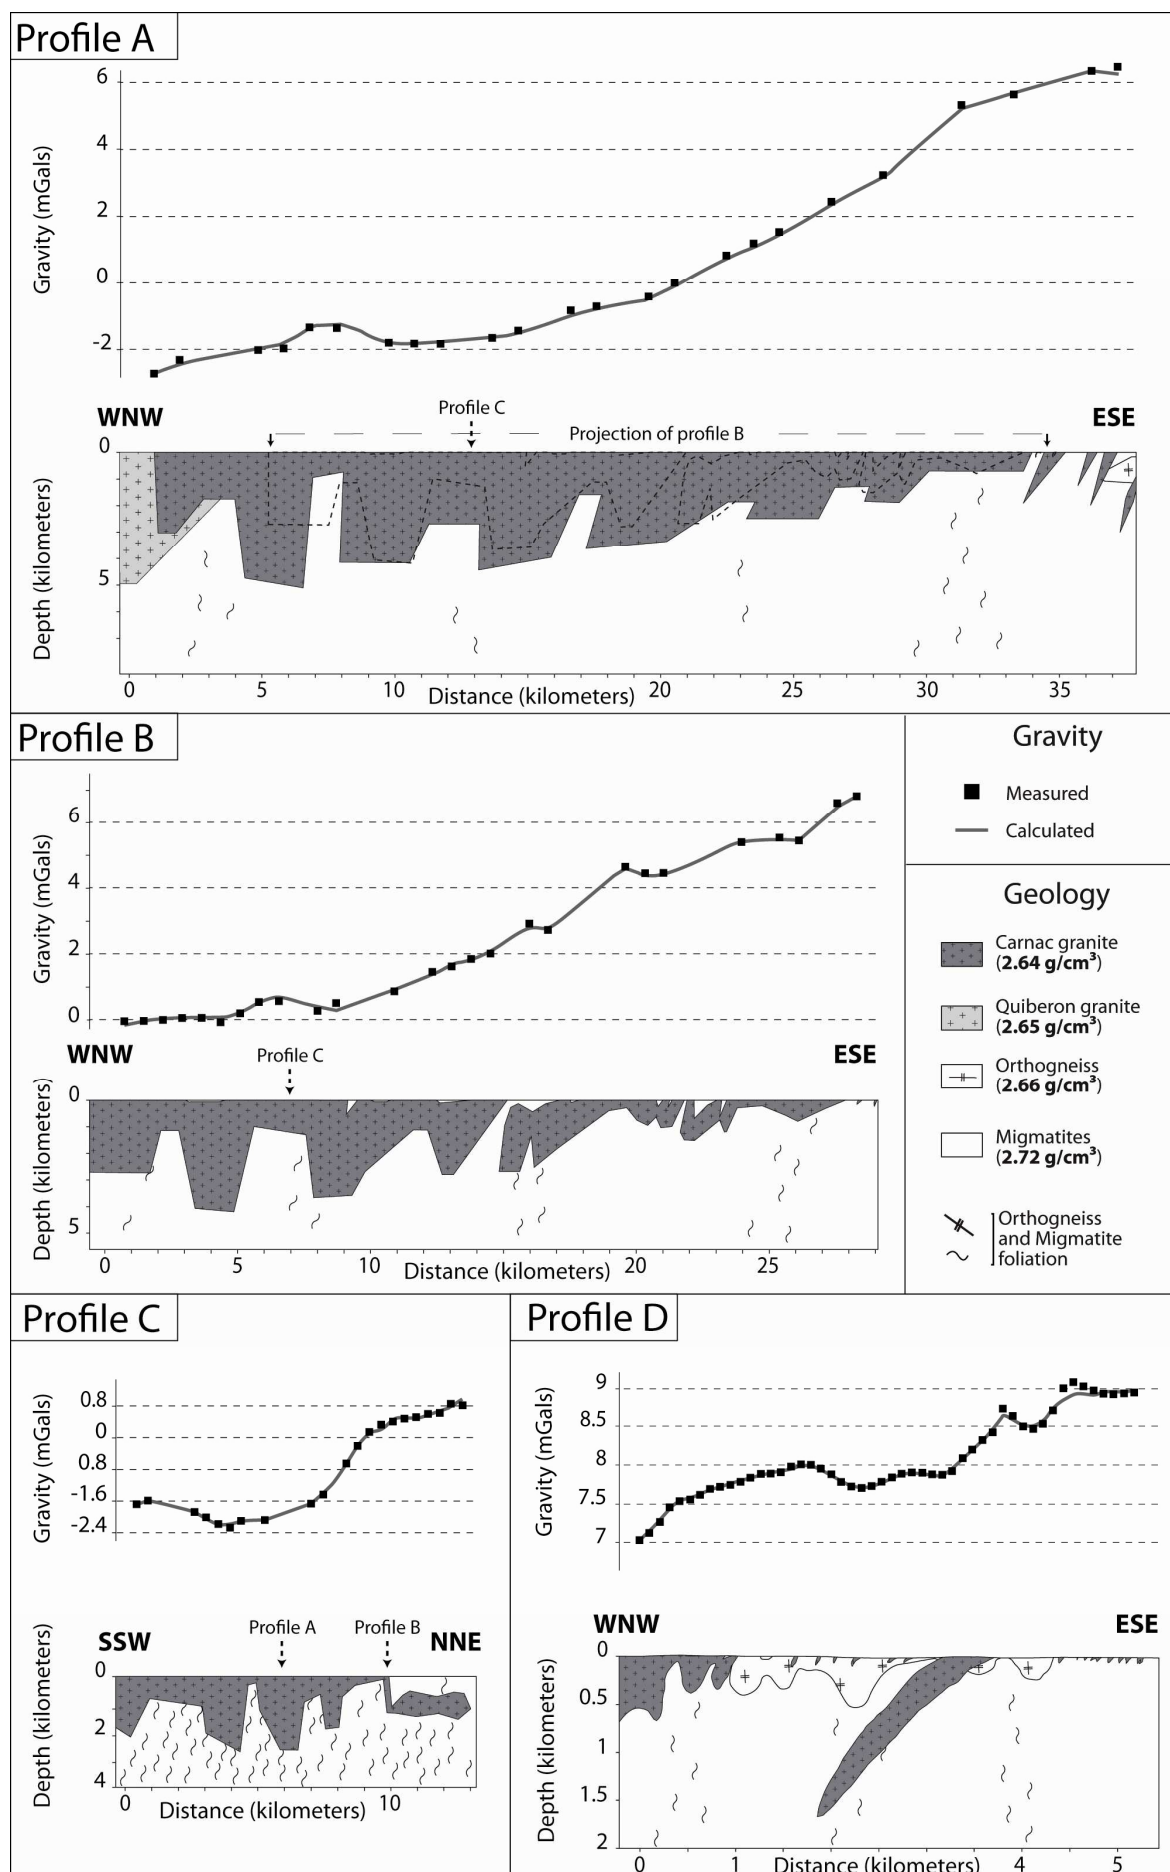 Profile A
6
4
2
0
-2
Gravity (mGals)
WNW
Profile C
Projection of profile B
ESE
0
5
Depth (kilometers)
0 5 10 Distance (kilometers) 20 25 30 35
Profile B
6
4
2
0
Gravity (mGals)
WNW
Profile C
ESE
0
5
Depth (kilometers)
0 5 10 Distance (kilometers) 20 25
Gravity
Measured
Calculated
Geology
Carnac granite
(2.64 g/cm³)
Quiberon granite
(2.65 g/cm³)
Orthogneiss
(2.66 g/cm³)
Migmatites
(2.72 g/cm³)
Orthogneiss
and Migmatite
foliation
Profile C
0.8
0
0.8
-1.6
-2.4
Gravity (mGals)
SSW
Profile A
Profile B
NNE
0
2
4
Depth (kilometers)
0 Distance (kilometers) 10
Profile D
9
8.5
8
7.5
7
Gravity (mGals)
WNW
ESE
0
0.5
1
1.5
2
Depth (kilometers)
0 1 Distance (kilometers) 4 5